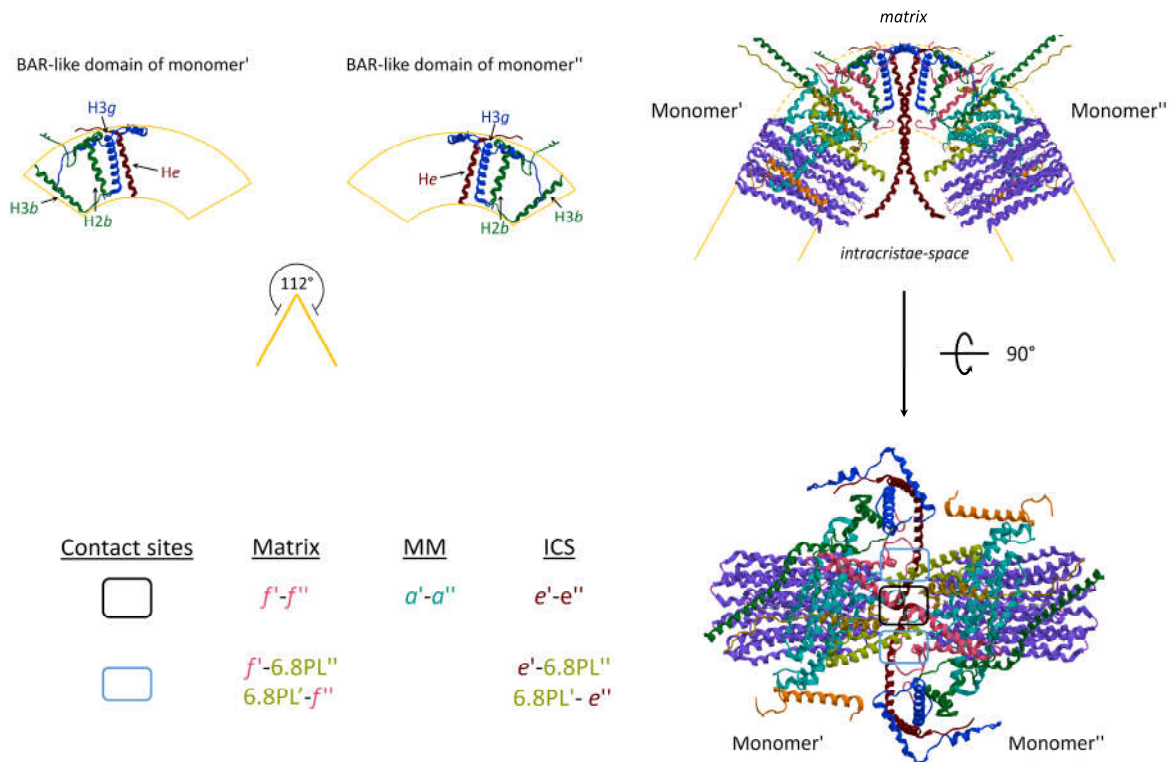 matrix
BAR-like domain of monomer'
BAR-like domain of monomer''
H3g
He
H3b
H2b
H3g
He
H2b
H3b
Monomer'
Monomer''
intracristae-space
112°
90°
Contact sites
Matrix
MM
ICS
f'-f''
a'-a''
e'-e''
f'-6.8PL''
e'-6.8PL''
6.8PL'-f''
6.8PL'- e''
Monomer'
Monomer''